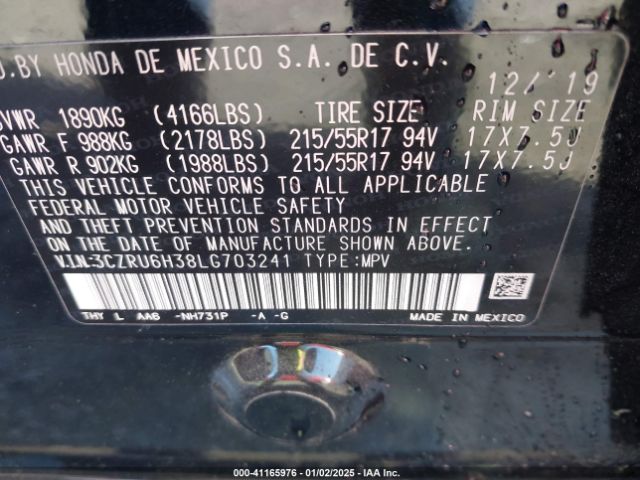 .BY HONDA DE MEXICO S.A. DE C.V.
12/'19
GVWR 1890KG (4166LBS) TIRE SIZE RIM SIZE
GAWR F 988KG (2178LBS) 215/55R17 94V 17X7.5J
GAWR R 902KG (1988LBS) 215/55R17 94V 17X7.5J
THIS VEHICLE CONFORMS TO ALL APPLICABLE
FEDERAL MOTOR VEHICLE SAFETY
AND THEFT PREVENTION STANDARDS IN EFFECT
ON THE DATE OF MANUFACTURE SHOWN ABOVE.
V.I.N:3CZRU6H38LG703241 TYPE:MPV
THY L AA6 -NH731P -A -G MADE IN MEXICO
000-41165976 | 01/02/2025 - IAA Inc.